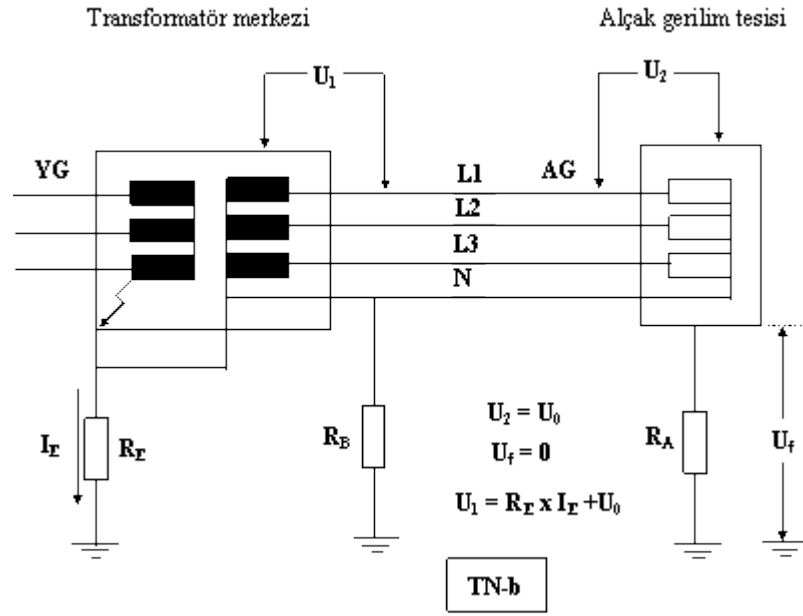 Transformatör merkezi
Alçak gerilim tesisi
U1
U2
YG
L1
AG
L2
L3
N
IE
RE
RB
U2 = U0
Uf = 0
U1 = RE x IE +U0
RA
Uf
TN-b